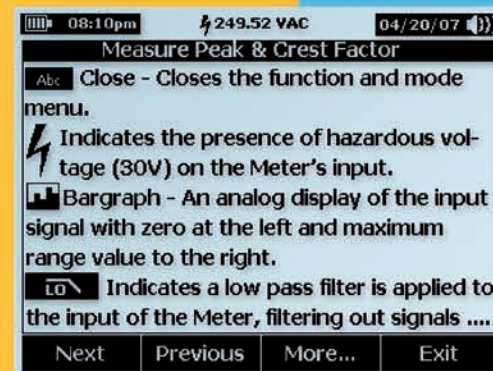 08:10pm 249.52 VAC 04/20/07
Measure Peak & Crest Factor
Abc Close - Closes the function and mode
menu.
Indicates the presence of hazardous vol-
tage (30V) on the Meter's input.
Bargraph - An analog display of the input
signal with zero at the left and maximum
range value to the right.
LO Indicates a low pass filter is applied to
the input of the Meter, filtering out signals ....
Next Previous More... Exit